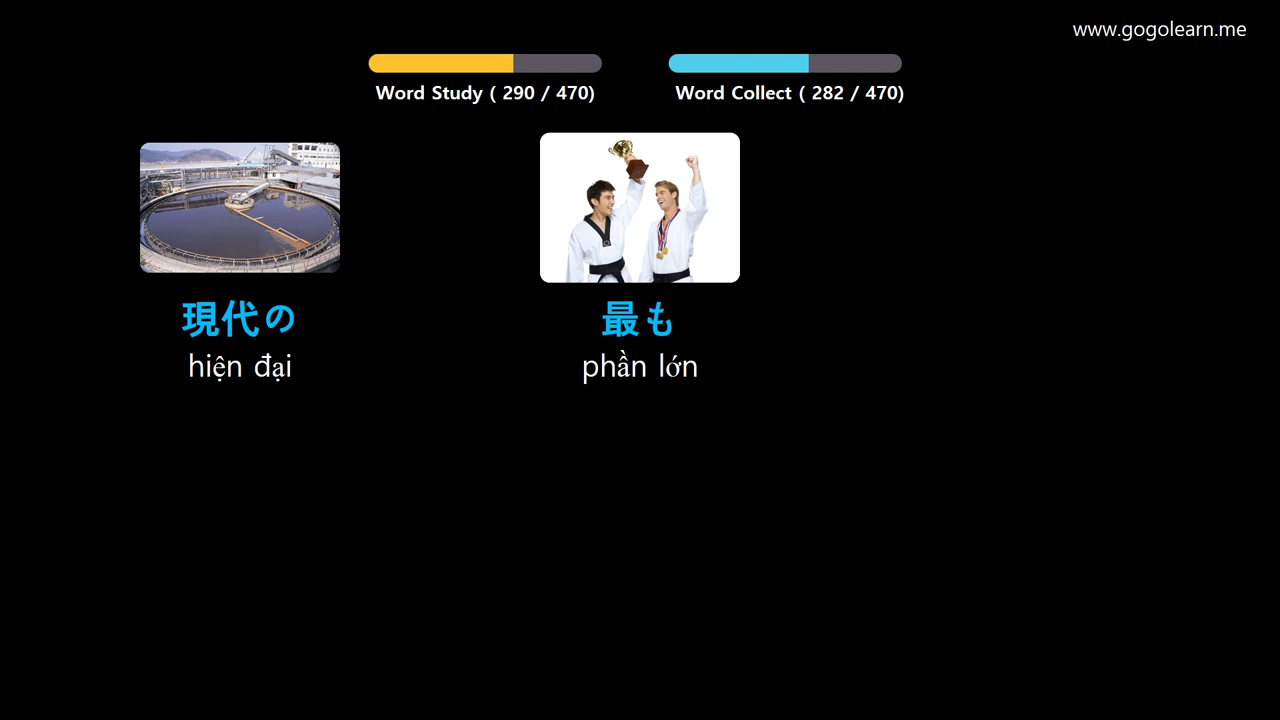 www.gogolearn.me
Word Study ( 290 / 470)
Word Collect ( 282 / 470)
現代の
hiện đại
最も
phần lớn